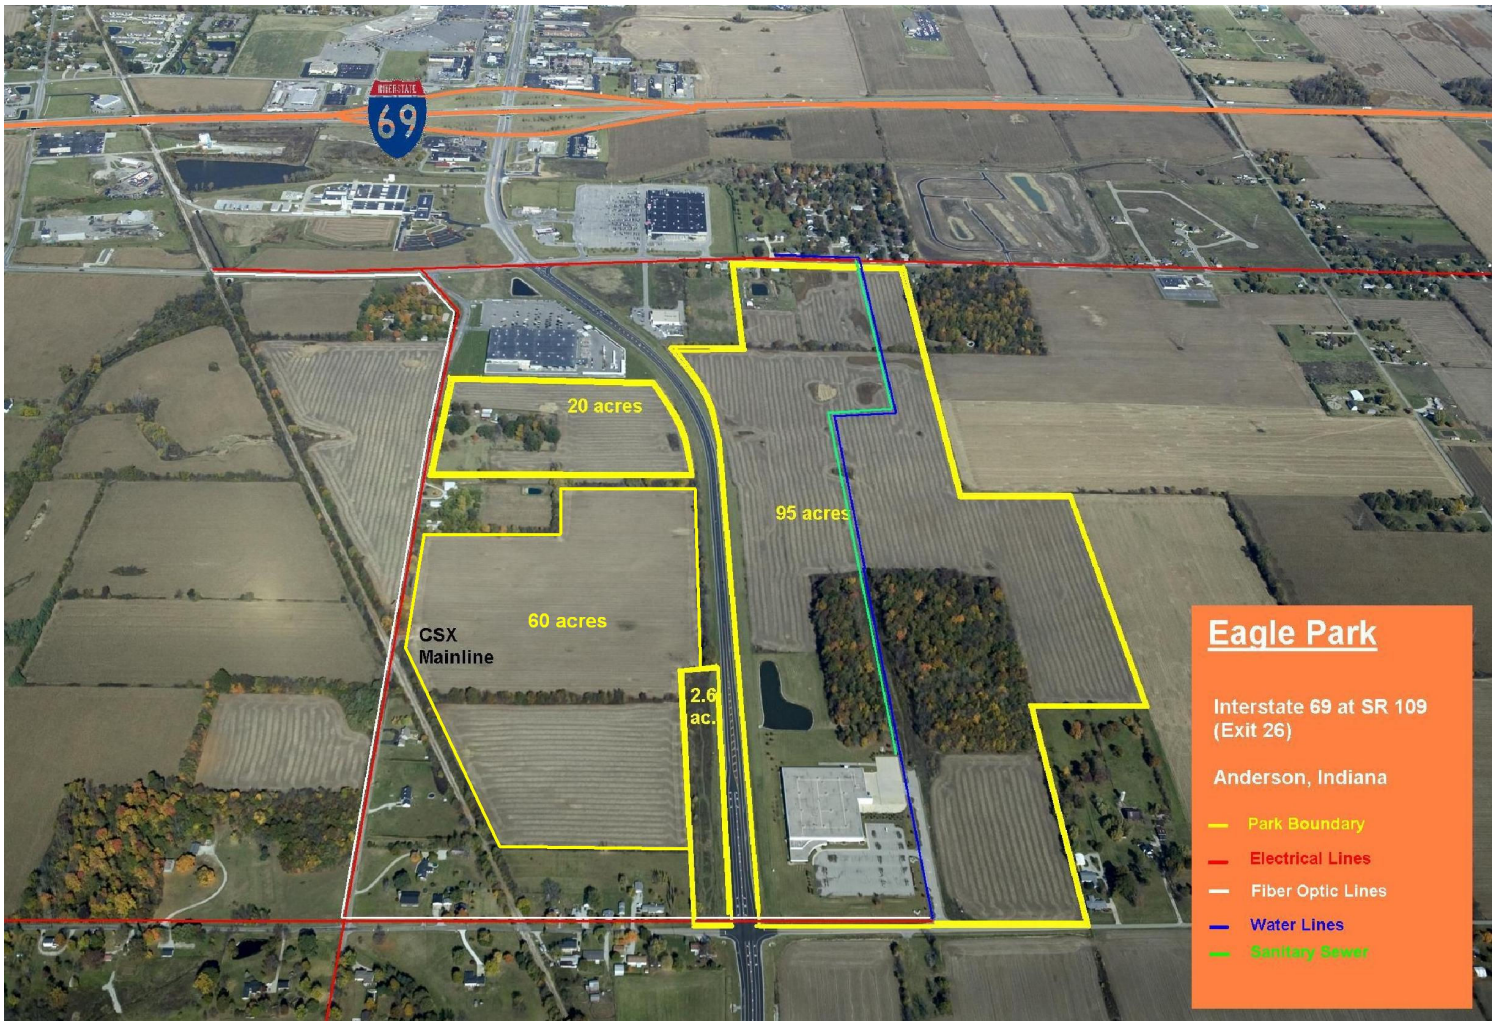 INTERSTATE
69
20 acres
95 acres
60 acres
CSX
Mainline
2.6
ac.
Eagle Park
Interstate 69 at SR 109
(Exit 26)
Anderson, Indiana
Park Boundary
Electrical Lines
Fiber Optic Lines
Water Lines
Sanitary Sewer